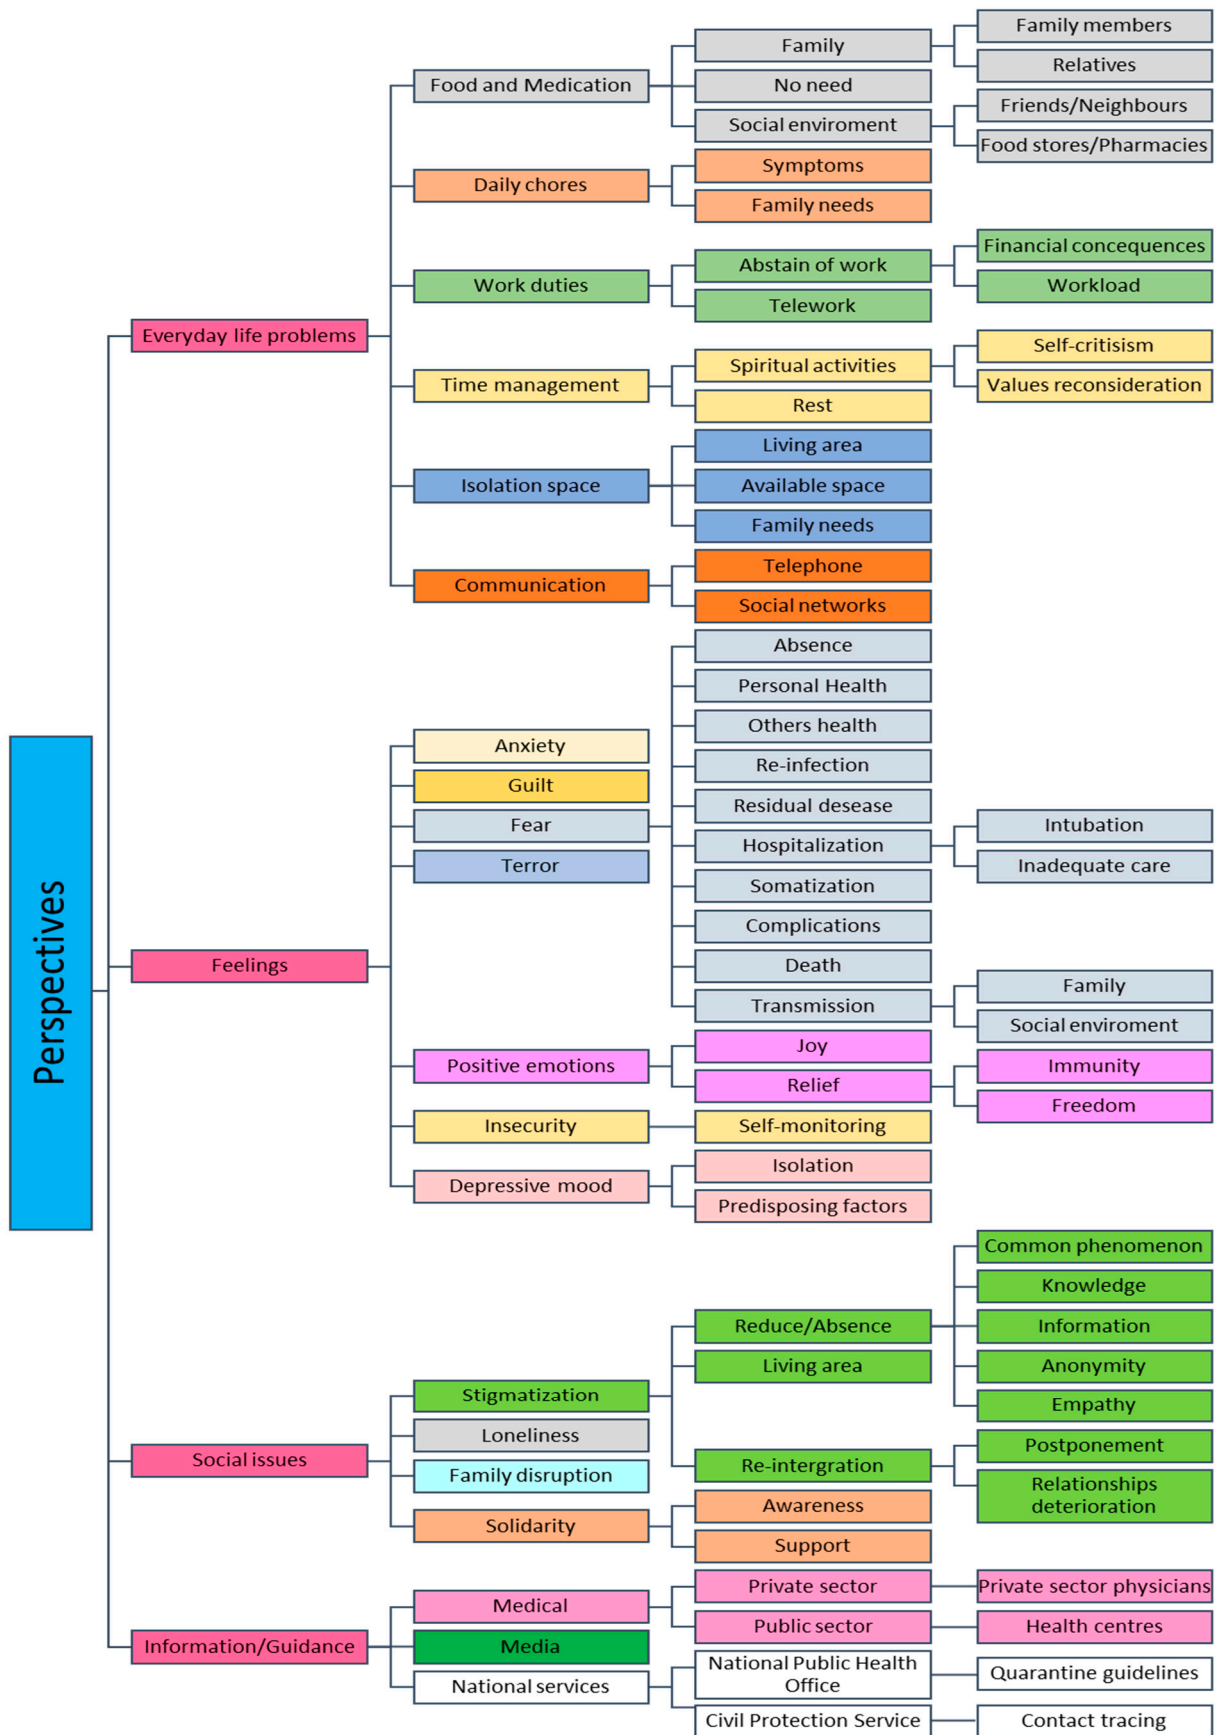 Perspectives
Everyday life problems
Food and Medication
Family
Family members
Relatives
No need
Social enviroment
Friends/Neighbours
Food stores/Pharmacies
Daily chores
Symptoms
Family needs
Work duties
Abstain of work
Financial concequences
Workload
Telework
Time management
Spiritual activities
Self-critisism
Values reconsideration
Rest
Isolation space
Living area
Available space
Family needs
Communication
Telephone
Social networks
Feelings
Anxiety
Guilt
Fear
Absence
Personal Health
Others health
Re-infection
Residual desease
Hospitalization
Intubation
Inadequate care
Somatization
Complications
Death
Transmission
Family
Social enviroment
Terror
Positive emotions
Joy
Relief
Immunity
Freedom
Insecurity
Self-monitoring
Depressive mood
Isolation
Predisposing factors
Social issues
Stigmatization
Reduce/Absence
Common phenomenon
Knowledge
Information
Anonymity
Empathy
Living area
Re-intergration
Postponement
Relationships
deterioration
Loneliness
Family disruption
Solidarity
Awareness
Support
Information/Guidance
Medical
Private sector
Private sector physicians
Public sector
Health centres
Media
National services
National Public Health
Office
Quarantine guidelines
Civil Protection Service
Contact tracing